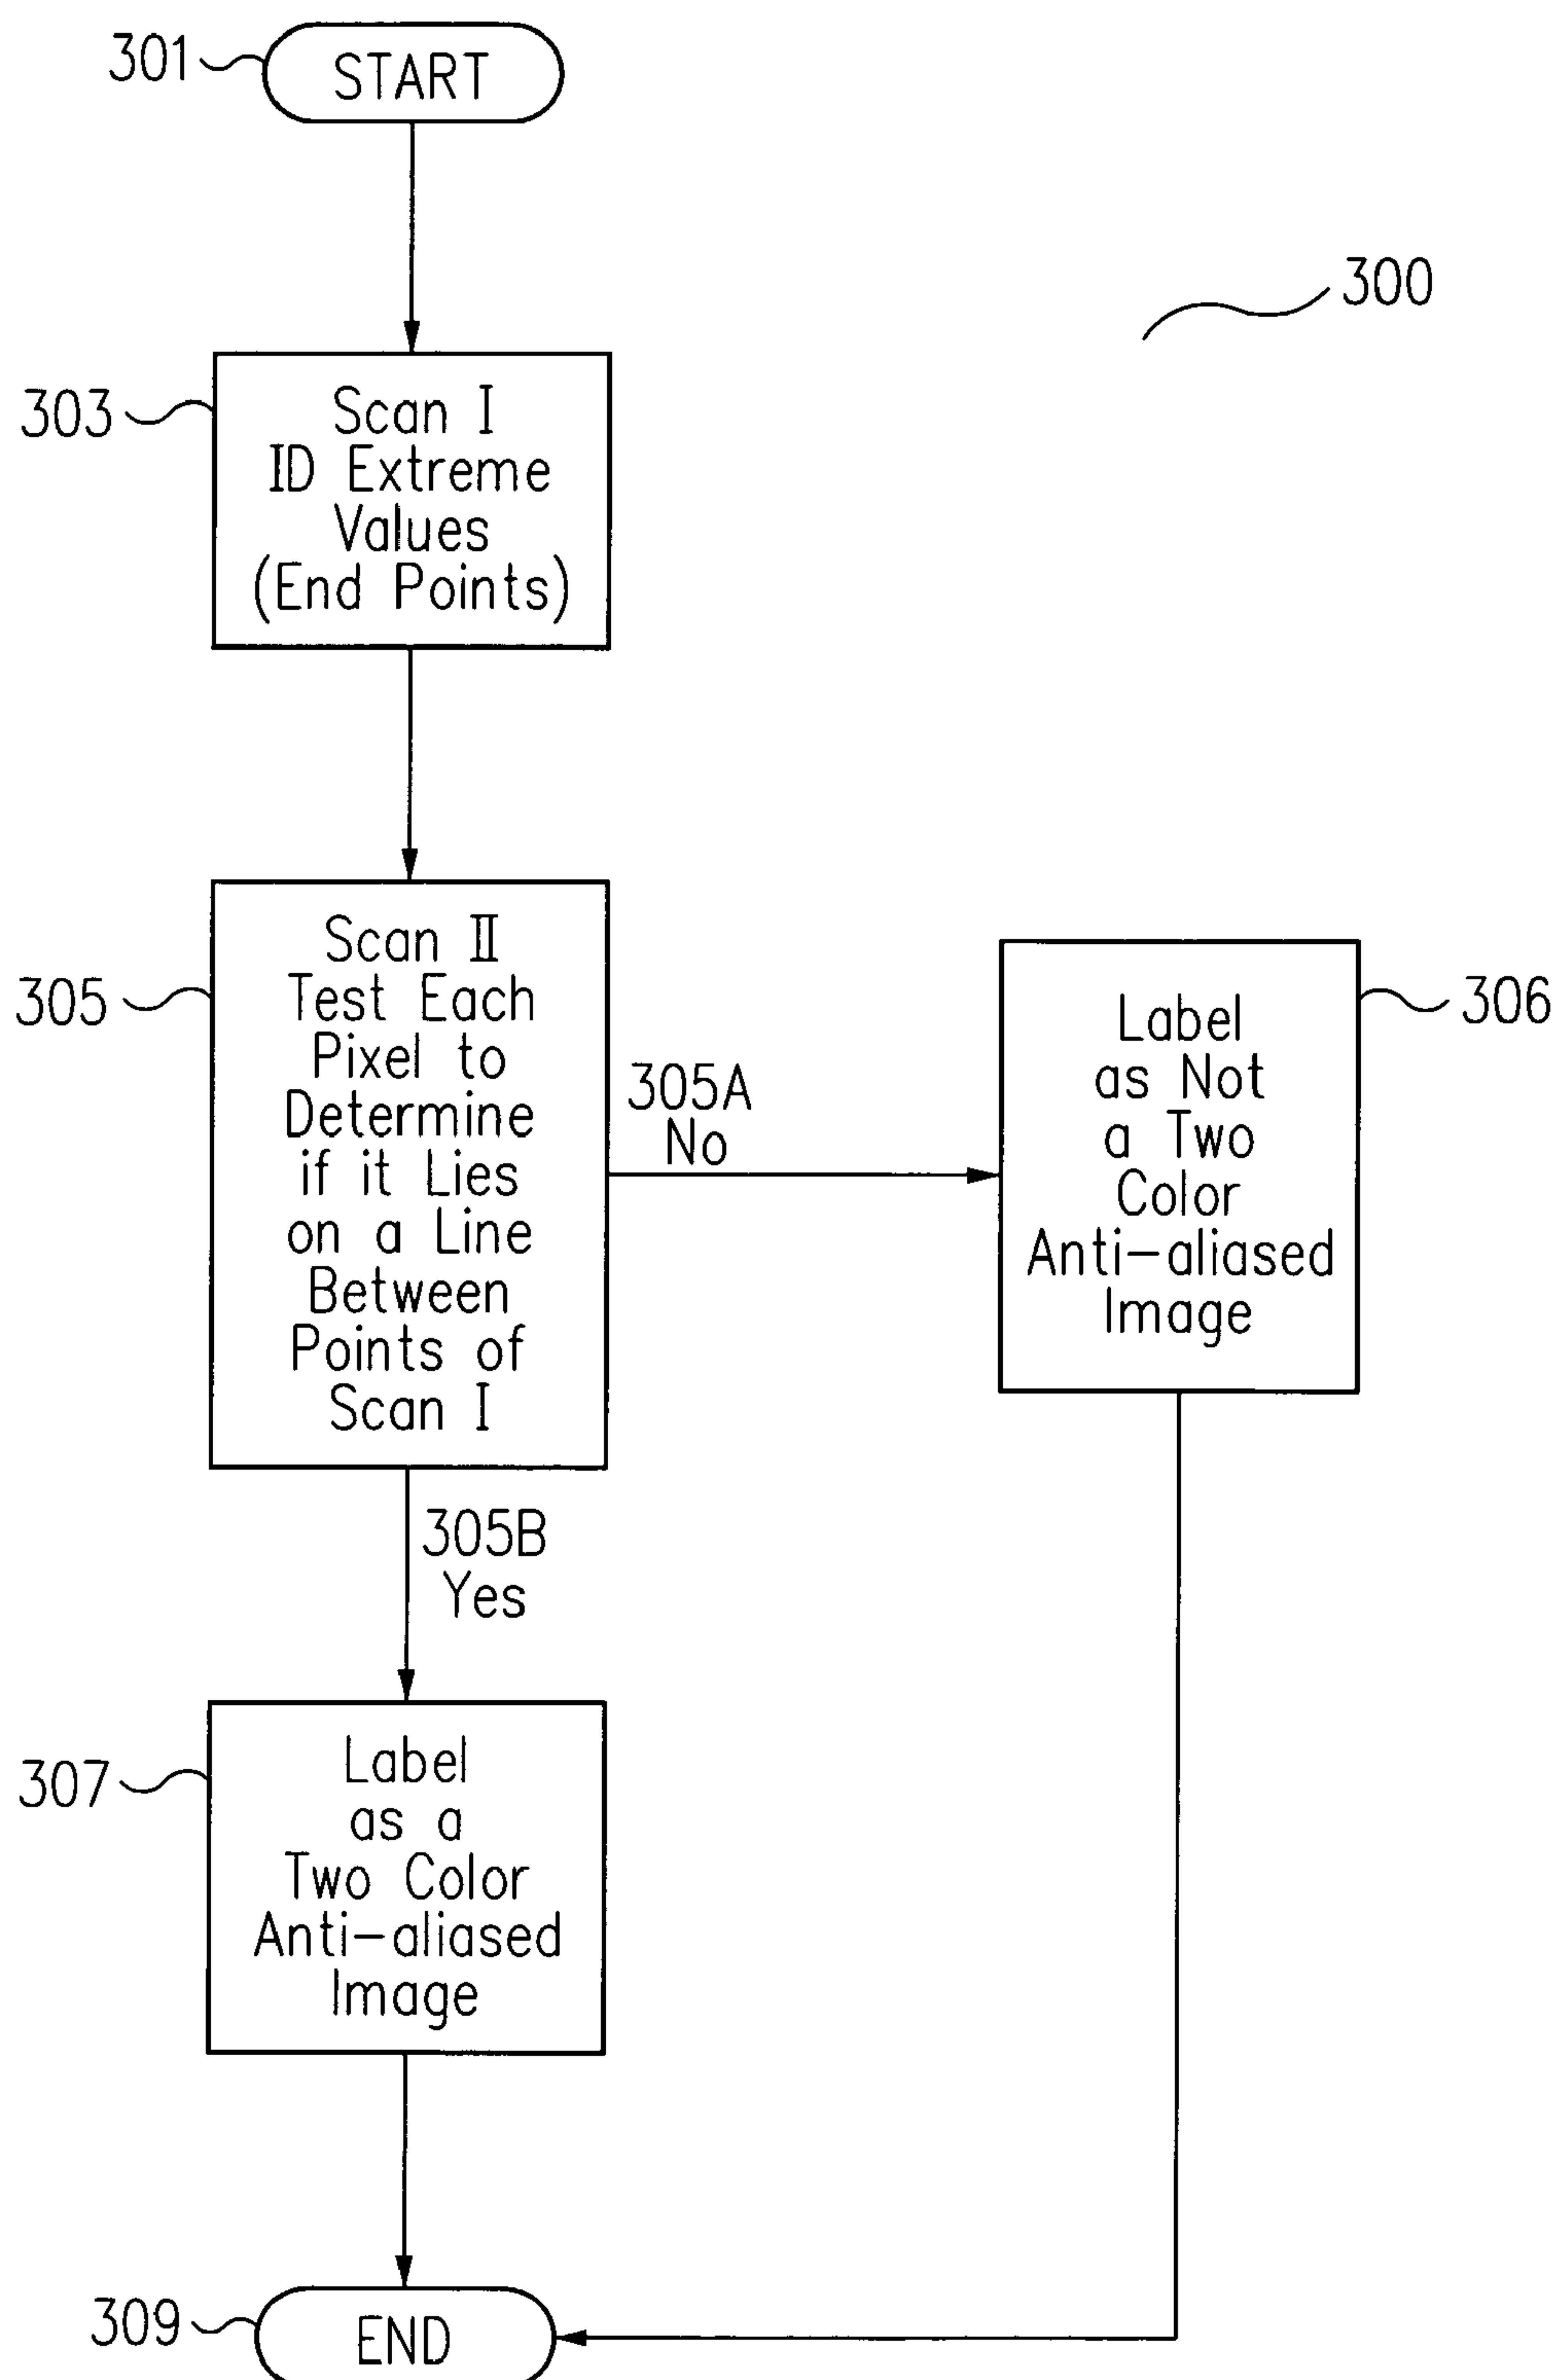 301
START
300
303
Scan I
ID Extreme
Values
(End Points)
305
Scan II
Test Each
Pixel to
Determine
if it Lies
on a Line
Between
Points of
Scan I
305A
No
306
Label
as Not
a Two
Color
Anti-aliased
Image
305B
Yes
307
Label
as a
Two Color
Anti-aliased
Image
309
END